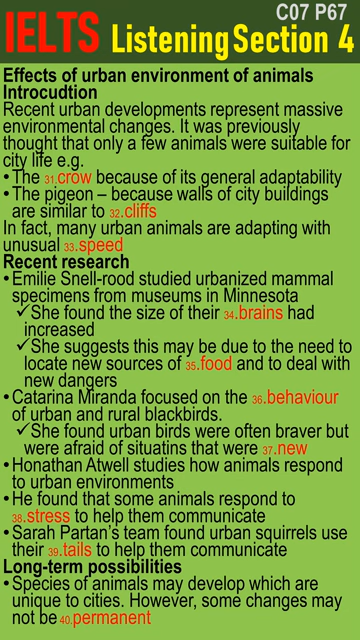 C07 P67
IELTS Listening Section 4
Effects of urban environment of animals
Introcudtion
Recent urban developments represent massive
environmental changes. It was previously
thought that only a few animals were suitable for
city life e.g.
• The 31.crow because of its general adaptability
• The pigeon – because walls of city buildings
are similar to 32.cliffs
In fact, many urban animals are adapting with
unusual 33.speed
Recent research
• Emilie Snell-rood studied urbanized mammal
specimens from museums in Minnesota
✓She found the size of their 34.brains had
increased
✓She suggests this may be due to the need to
locate new sources of 35.food and to deal with
new dangers
• Catarina Miranda focused on the 36.behaviour
of urban and rural blackbirds.
✓She found urban birds were often braver but
were afraid of situatins that were 37.new
• Honathan Atwell studies how animals respond
to urban environments
• He found that some animals respond to
38.stress to help them communicate
• Sarah Partan's team found urban squirrels use
their 39.tails to help them communicate
Long-term possibilities
• Species of animals may develop which are
unique to cities. However, some changes may
not be 40.permanent